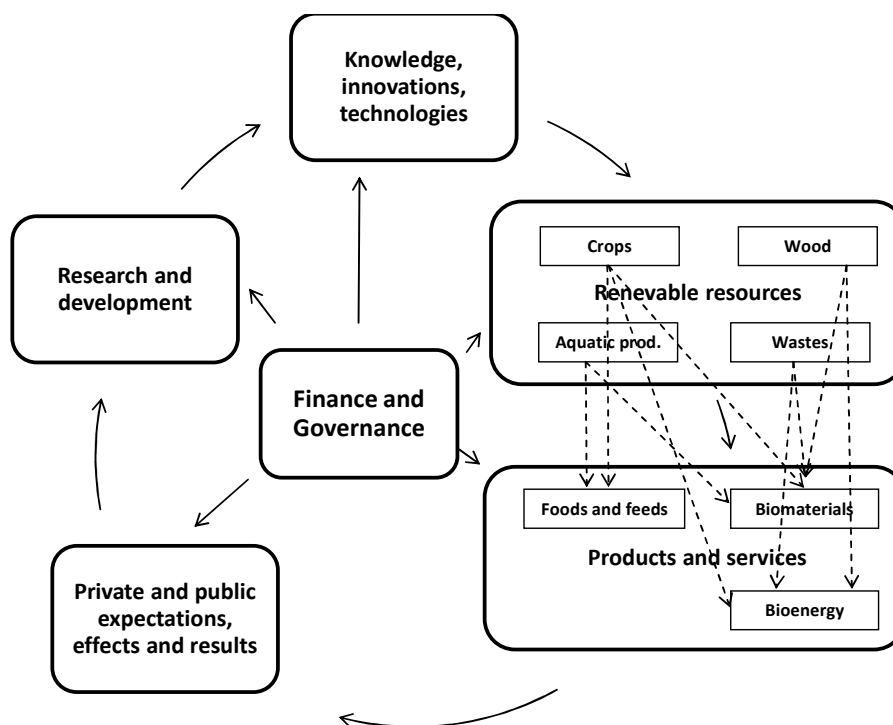 Knowledge,
innovations,
technologies
Crops
Wood
Renevable resources
Aquatic prod.
Wastes
Research and
development
Finance and
Governance
Foods and feeds
Biomaterials
Products and services
Bioenergy
Private and public
expectations,
effects and results